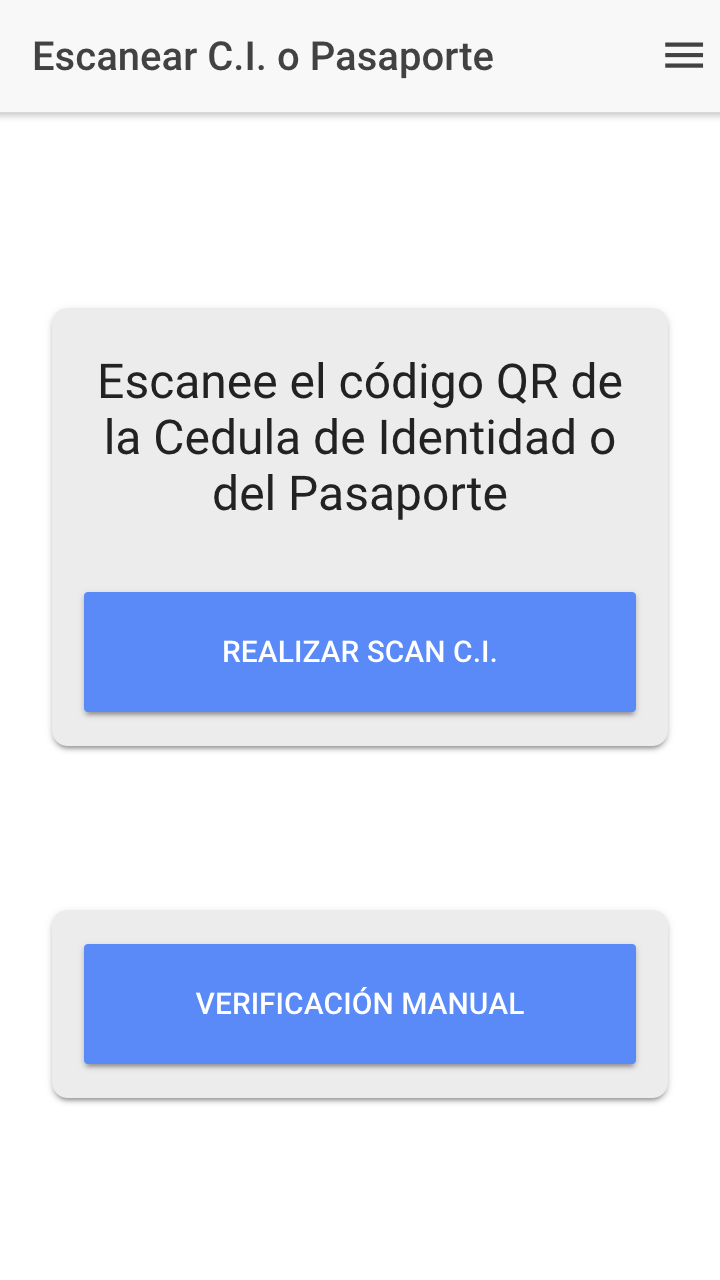 Escanear C.I. o Pasaporte
Escanee el código QR de
la Cedula de Identidad o
del Pasaporte
REALIZAR SCAN C.I.
VERIFICACIÓN MANUAL